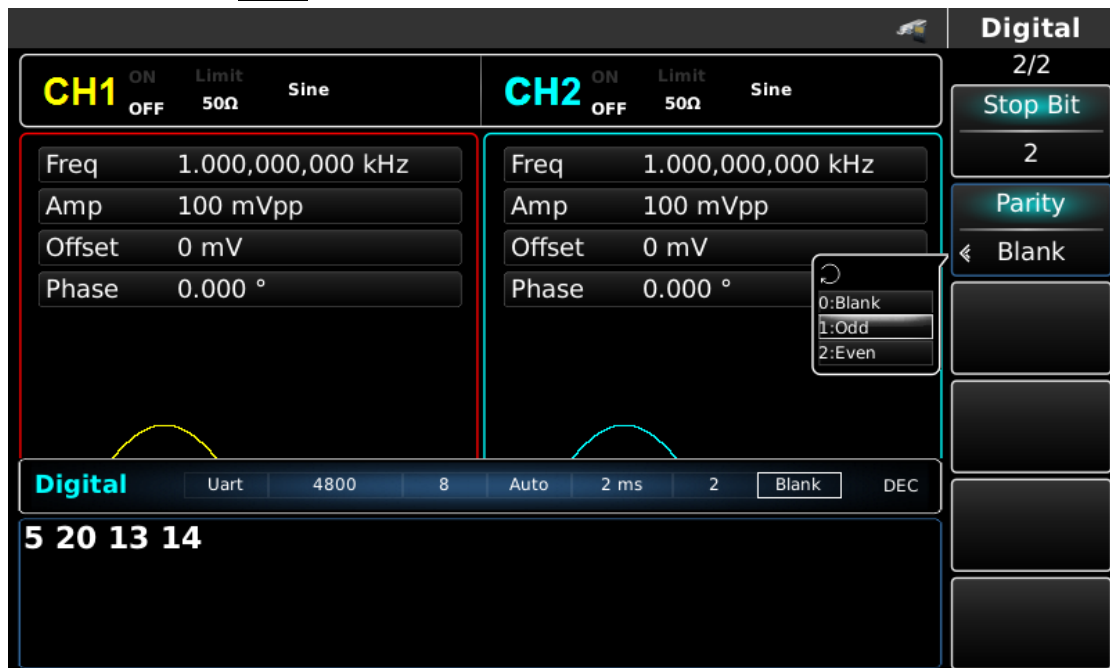 Digital
2/2
CH1 ON OFF Limit 50Ω Sine
CH2 ON OFF Limit 50Ω Sine
Stop Bit
2
Freq 1.000,000,000 kHz
Amp 100 mVpp
Offset 0 mV
Phase 0.000 °
Freq 1.000,000,000 kHz
Amp 100 mVpp
Offset 0 mV
Phase 0.000 °
Parity
Blank
0:Blank
1:Odd
2:Even
Digital Uart 4800 8 Auto 2 ms 2 Blank DEC
5 20 13 14